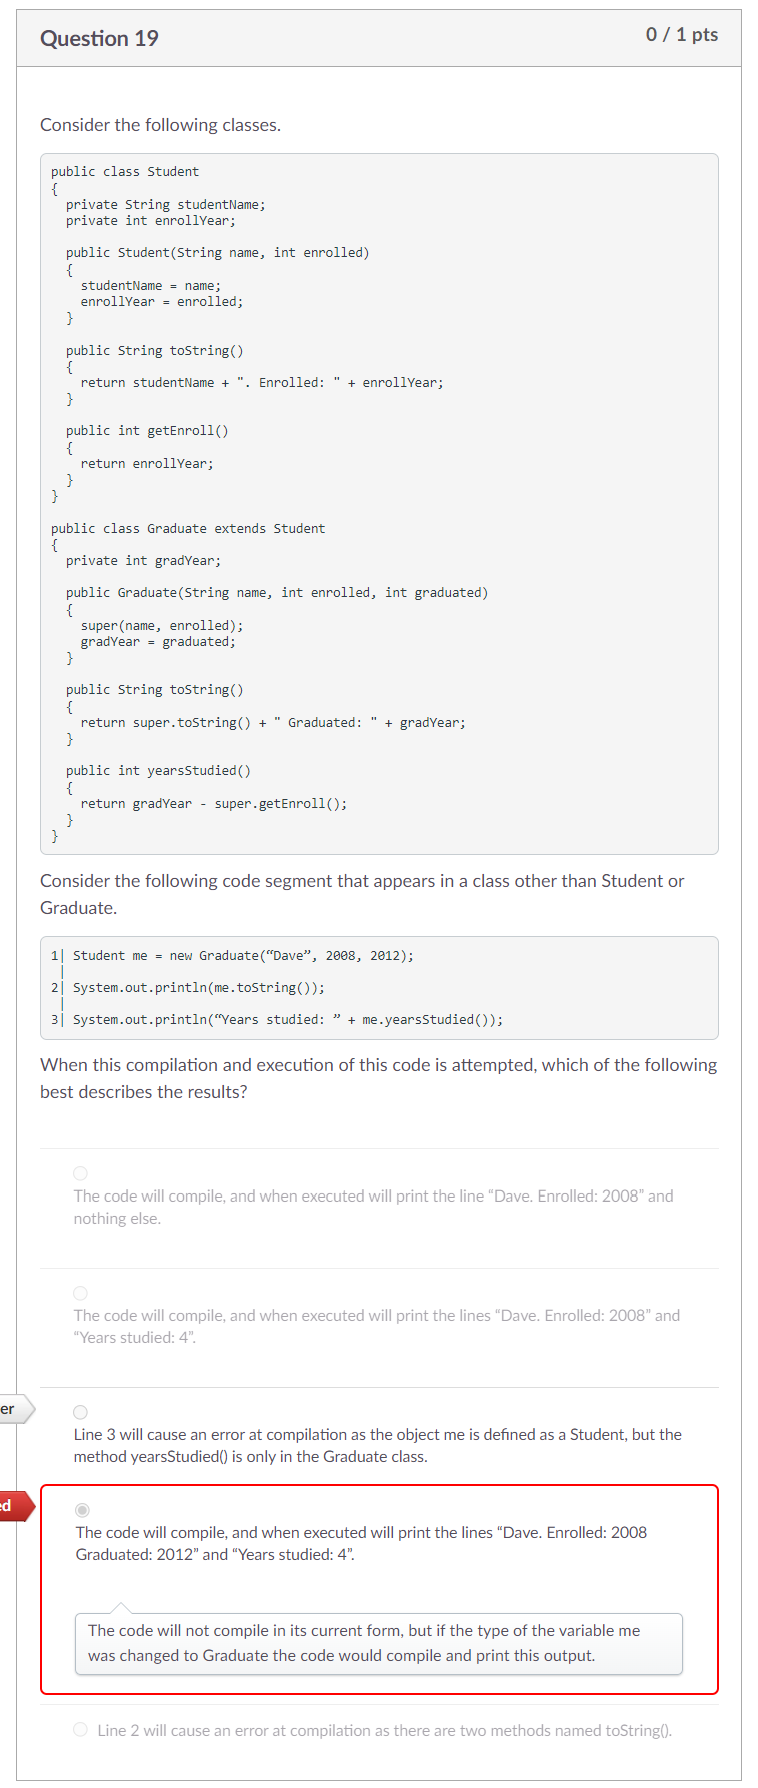 Question 19
0 / 1 pts
Consider the following classes.
public class Student
{
private String studentName;
private int enrollYear;
public Student(String name, int enrolled)
{
studentName = name;
enrollYear = enrolled;
}
public String toString()
{
return studentName + ". Enrolled: " + enrollYear;
}
public int getEnroll()
{
return enrollYear;
}
}
public class Graduate extends Student
{
private int gradYear;
public Graduate(String name, int enrolled, int graduated)
{
super(name, enrolled);
gradYear = graduated;
}
public String toString()
{
return super.toString() + " Graduated: " + gradYear;
}
public int yearsStudied()
{
return gradYear - super.getEnroll();
}
}
Consider the following code segment that appears in a class other than Student or
Graduate.
1| Student me = new Graduate(“Dave”, 2008, 2012);
|
2| System.out.println(me.toString());
|
3| System.out.println(“Years studied: ” + me.yearsStudied());
When this compilation and execution of this code is attempted, which of the following
best describes the results?
The code will compile, and when executed will print the line “Dave. Enrolled: 2008” and
nothing else.
The code will compile, and when executed will print the lines “Dave. Enrolled: 2008” and
“Years studied: 4”.
er
Line 3 will cause an error at compilation as the object me is defined as a Student, but the
method yearsStudied() is only in the Graduate class.
ed
The code will compile, and when executed will print the lines “Dave. Enrolled: 2008
Graduated: 2012” and “Years studied: 4”.
The code will not compile in its current form, but if the type of the variable me
was changed to Graduate the code would compile and print this output.
Line 2 will cause an error at compilation as there are two methods named toString().